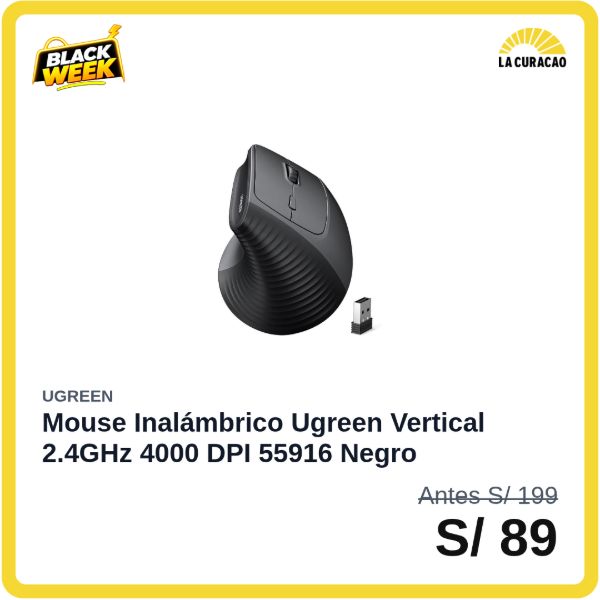 BLACK
WEEK
LA CURACAO
UGREEN
Mouse Inalámbrico Ugreen Vertical
2.4GHz 4000 DPI 55916 Negro
Antes S/ 199
S/ 89